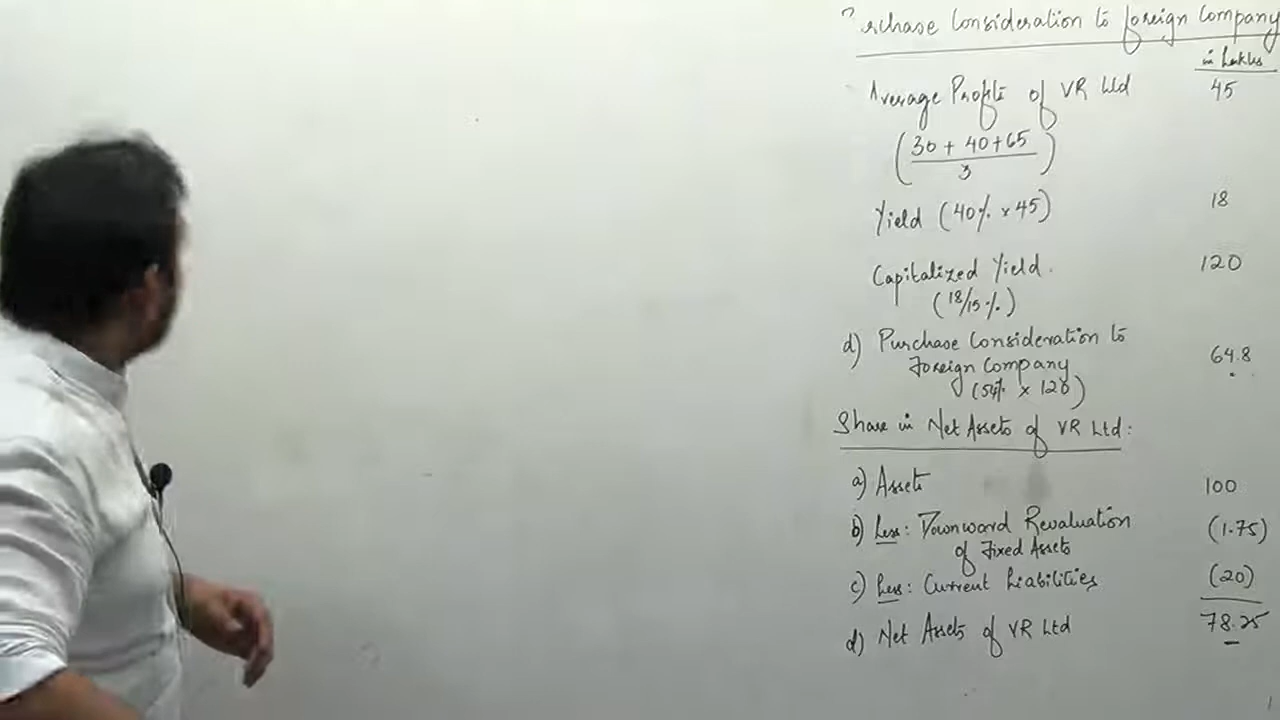 rchase Consideration to foreign Company
in Lakhs
Average Profit of VR Ltd 45
(30 + 40 + 65
3)
Yield (40% x 45) 18
Capitalized Yield. 120
(18/15%)
d) Purchase Consideration to
Foreign Company 64.8
(54% x 120)
Share in Net Assets of VR Ltd:
a) Assets 100
b) Less: Downward Revaluation (1.75)
of Fixed Assets
c) Less: Current Liabilities (20)
d) Net Assets of VR Ltd 78.25